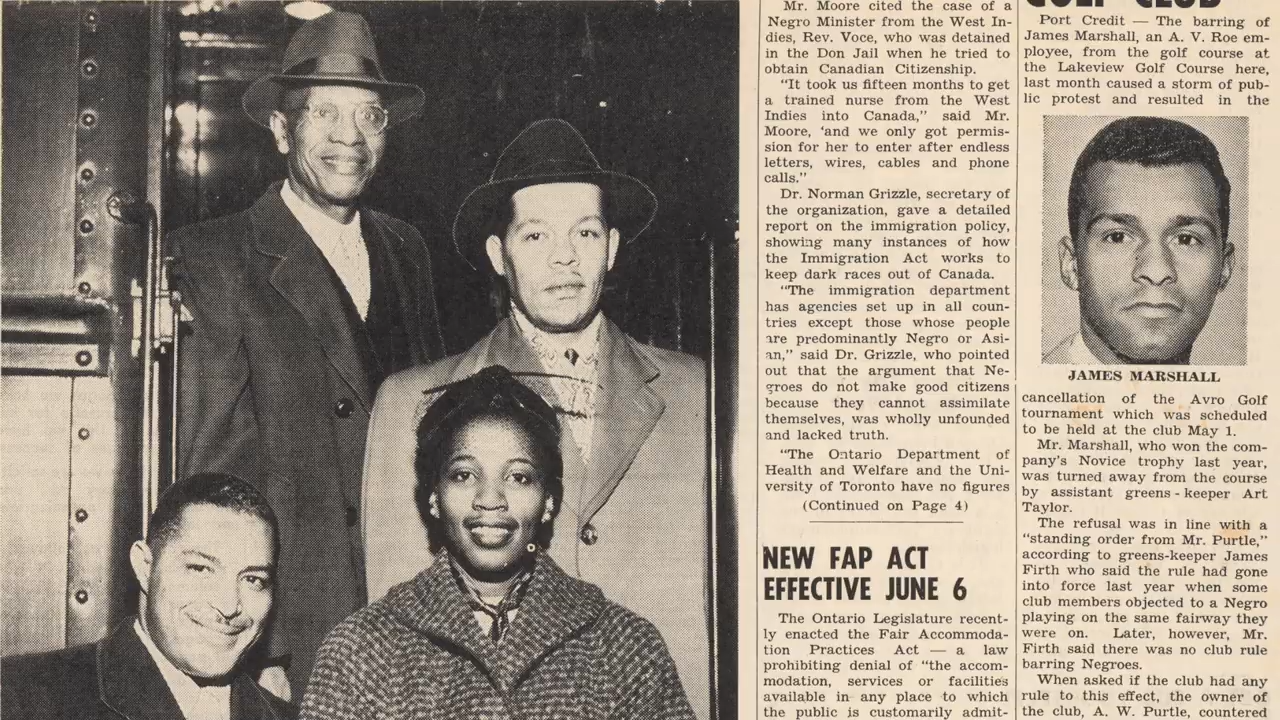 Mr. Moore cited the case of a
Negro Minister from the West In-
dies, Rev. Voce, who was detained
in the Don Jail when he tried to
obtain Canadian Citizenship.
"It took us fifteen months to get
a trained nurse from the West
Indies into Canada," said Mr.
Moore, 'and we only got permis-
sion for her to enter after endless
letters, wires, cables and phone
calls."
Dr. Norman Grizzle, secretary of
the organization, gave a detailed
report on the immigration policy,
showing many instances of how
the Immigration Act works to
keep dark races out of Canada.
"The immigration department
has agencies set up in all coun-
tries except those whose people
are predominantly Negro or Asi-
an," said Dr. Grizzle, who pointed
out that the argument that Ne-
groes do not make good citizens
because they cannot assimilate
themselves, was wholly unfounded
and lacked truth.
"The Ontario Department of
Health and Welfare and the Uni-
versity of Toronto have no figures
(Continued on Page 4)
NEW FAP ACT
EFFECTIVE JUNE 6
The Ontario Legislature recent-
ly enacted the Fair Accommoda-
tion Practices Act — a law
prohibiting denial of "the accom-
modation, services or facilities
available in any place to which
the public is customarily admit-
GOLF CLUB
Port Credit — The barring of
James Marshall, an A. V. Roe em-
ployee, from the golf course at
the Lakeview Golf Course here,
last month caused a storm of pub-
lic protest and resulted in the
JAMES MARSHALL
cancellation of the Avro Golf
tournament which was scheduled
to be held at the club May 1.
Mr. Marshall, who won the com-
pany's Novice trophy last year,
was turned away from the course
by assistant greens-keeper Art
Taylor.
The refusal was in line with a
"standing order from Mr. Purtle,"
according to greens-keeper James
Firth who said the rule had gone
into force last year when some
club members objected to a Negro
playing on the same fairway they
were on. Later, however, Mr.
Firth said there was no club rule
barring Negroes.
When asked if the club had any
rule to this effect, the owner of
the club, A. W. Purtle, countered